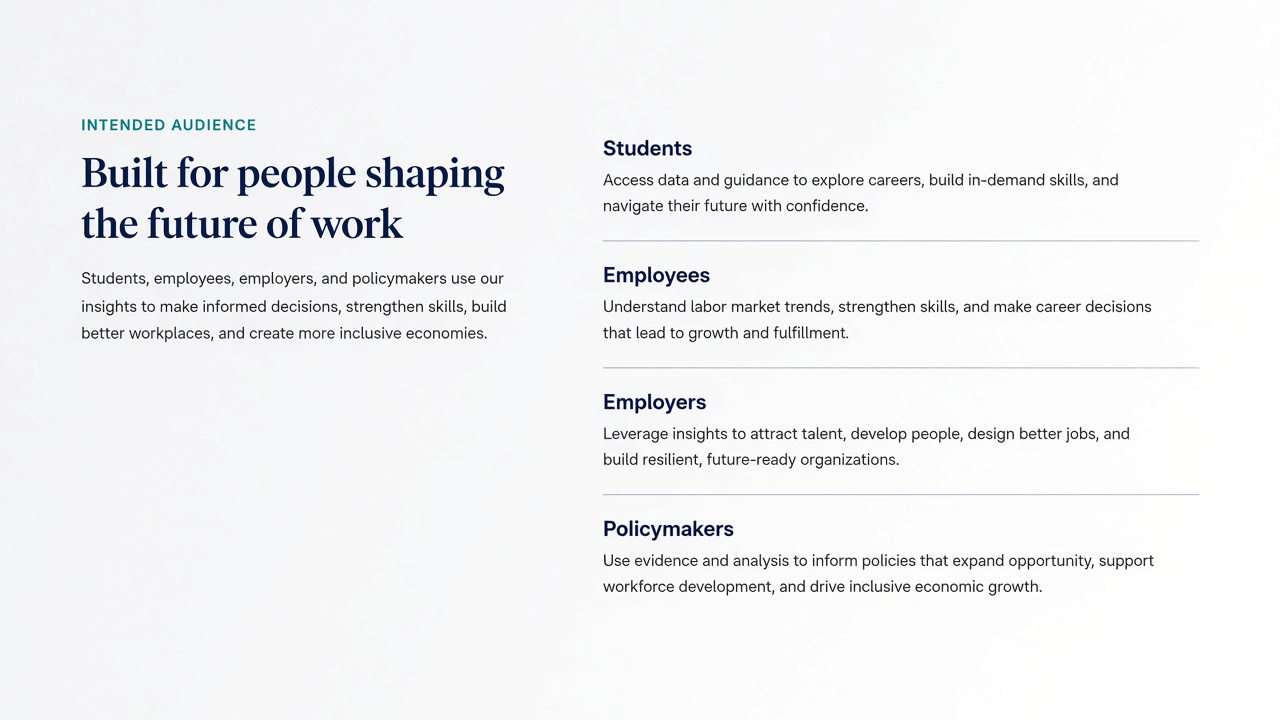 INTENDED AUDIENCE
Built for people shaping
the future of work
Students, employees, employers, and policymakers use our
insights to make informed decisions, strengthen skills, build
better workplaces, and create more inclusive economies.
Students
Access data and guidance to explore careers, build in-demand skills, and
navigate their future with confidence.
Employees
Understand labor market trends, strengthen skills, and make career decisions
that lead to growth and fulfillment.
Employers
Leverage insights to attract talent, develop people, design better jobs, and
build resilient, future-ready organizations.
Policymakers
Use evidence and analysis to inform policies that expand opportunity, support
workforce development, and drive inclusive economic growth.